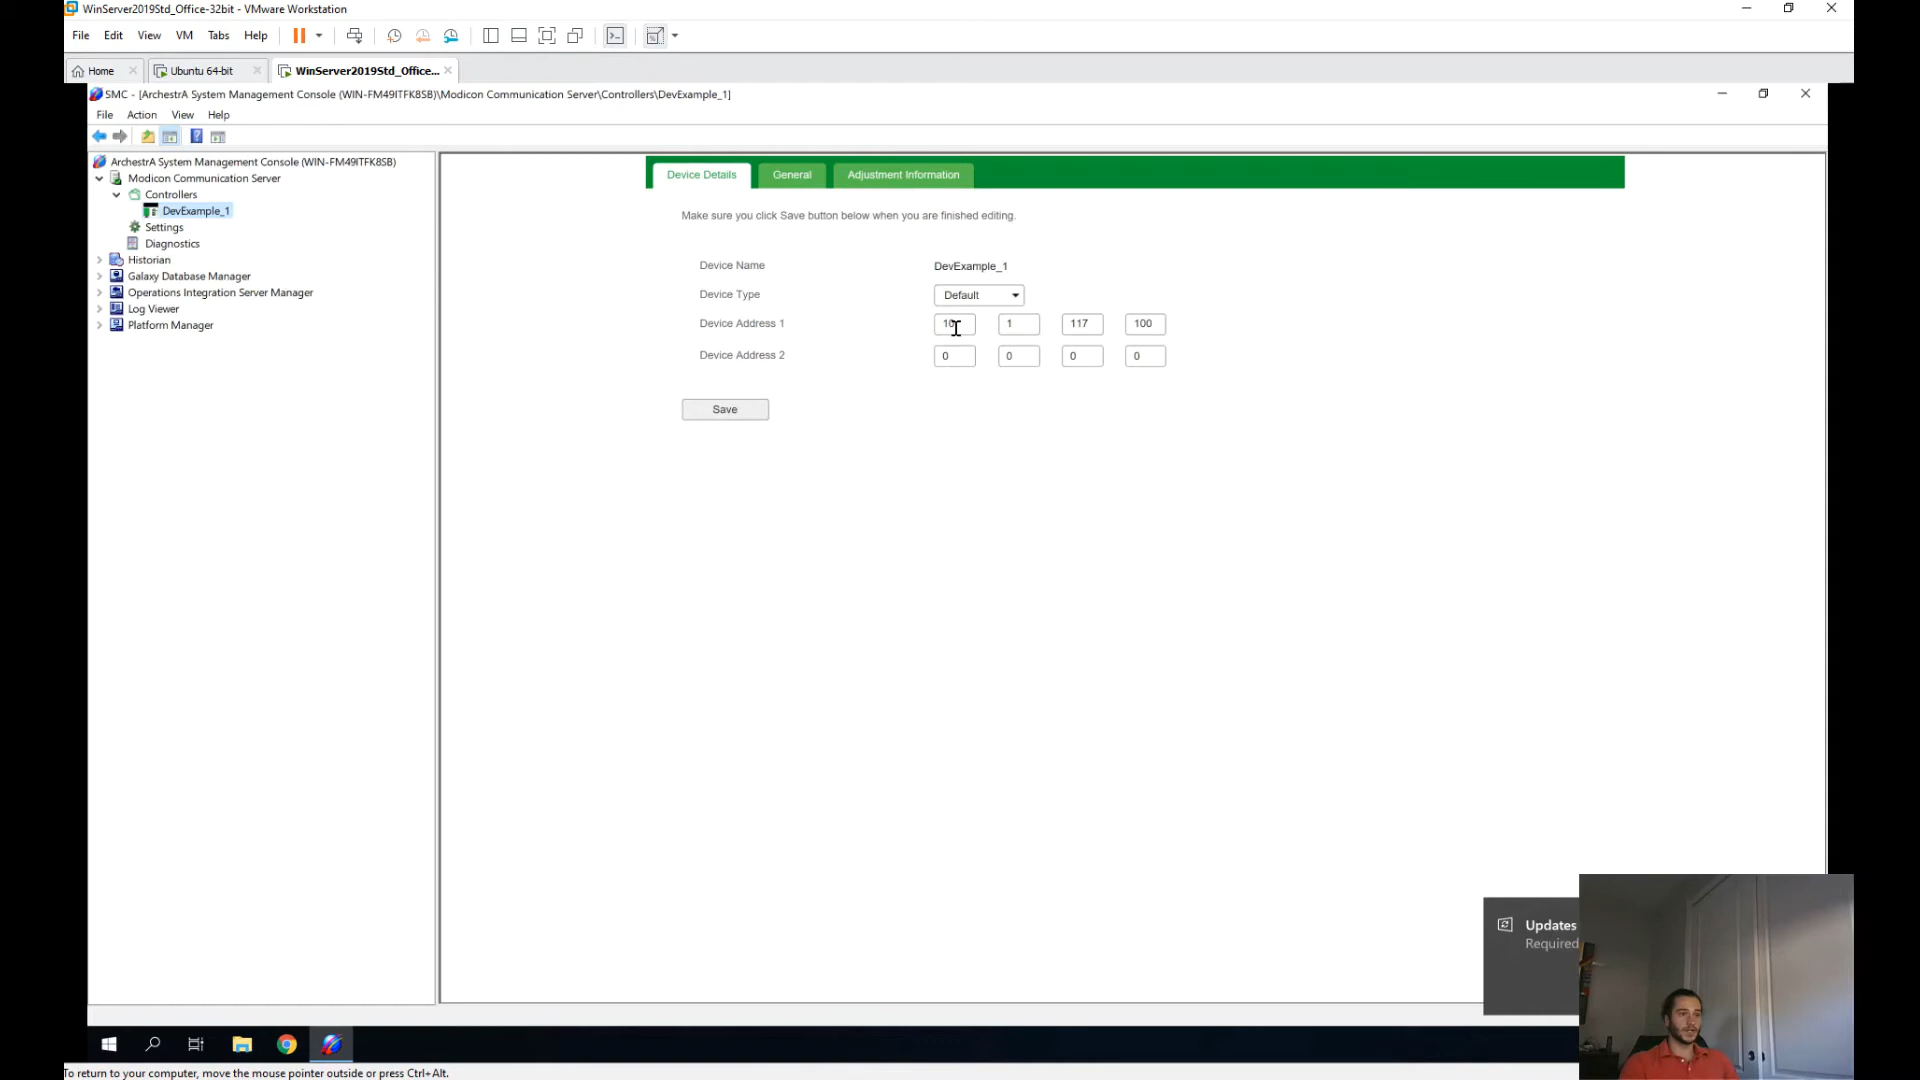 WinServer2019Std_Office-32bit - VMware Workstation
File Edit View VM Tabs Help
Home Ubuntu 64-bit WinServer2019Std_Office...
SMC - [ArchestrA System Management Console (WIN-FM49ITFK8SB)\Modicon Communication Server\Controllers\DevExample_1]
File Action View Help
ArchestrA System Management Console (WIN-FM49ITFK8SB)
Modicon Communication Server
Controllers
DevExample_1
Settings
Diagnostics
Historian
Galaxy Database Manager
Operations Integration Server Manager
Log Viewer
Platform Manager
Device Details General Adjustment Information
Make sure you click Save button below when you are finished editing.
Device Name DevExample_1
Device Type Default
Device Address 1 10 1 117 100
Device Address 2 0 0 0 0
Save
Updates
Required
To return to your computer, move the mouse pointer outside or press Ctrl+Alt.